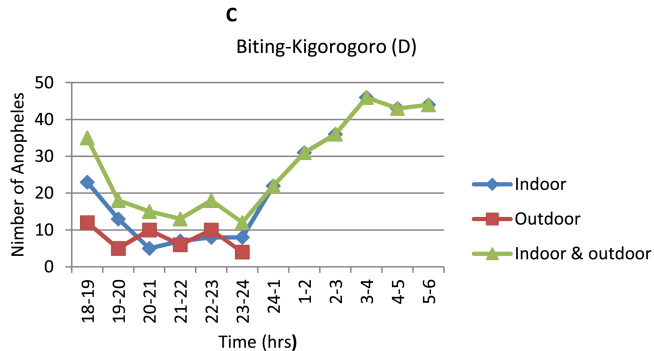 C
Biting-Kigorogoro (D)
Nimber of Anopheles
50
40
30
20
10
0
18-19
19-20
20-21
21-22
22-23
23-24
24-1
1-2
2-3
3-4
4-5
5-6
Time (hrs)
Indoor
Outdoor
Indoor & outdoor